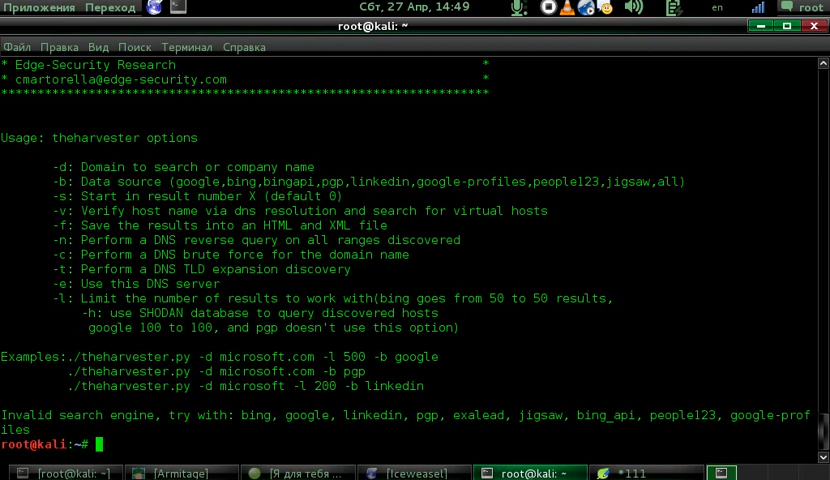 Приложения Переход Сбт, 27 Апр, 14:49 en root
root@kali: ~
Файл Правка Вид Поиск Терминал Справка
* Edge-Security Research *
* cmartorella@edge-security.com *
*******************************************************************
Usage: theharvester options
-d: Domain to search or company name
-b: Data source (google,bing,bingapi,pgp,linkedin,google-profiles,people123,jigsaw,all)
-s: Start in result number X (default 0)
-v: Verify host name via dns resolution and search for virtual hosts
-f: Save the results into an HTML and XML file
-n: Perform a DNS reverse query on all ranges discovered
-c: Perform a DNS brute force for the domain name
-t: Perform a DNS TLD expansion discovery
-e: Use this DNS server
-l: Limit the number of results to work with(bing goes from 50 to 50 results,
-h: use SHODAN database to query discovered hosts
google 100 to 100, and pgp doesn't use this option)
Examples:./theharvester.py -d microsoft.com -l 500 -b google
./theharvester.py -d microsoft.com -b pgp
./theharvester.py -d microsoft -l 200 -b linkedin
Invalid search engine, try with: bing, google, linkedin, pgp, exalead, jigsaw, bing_api, people123, google-prof
iles
root@kali:~#
[root@kali: ~] [Armitage] [Я для тебя ... [Iceweasel] root@kali: ~ *111